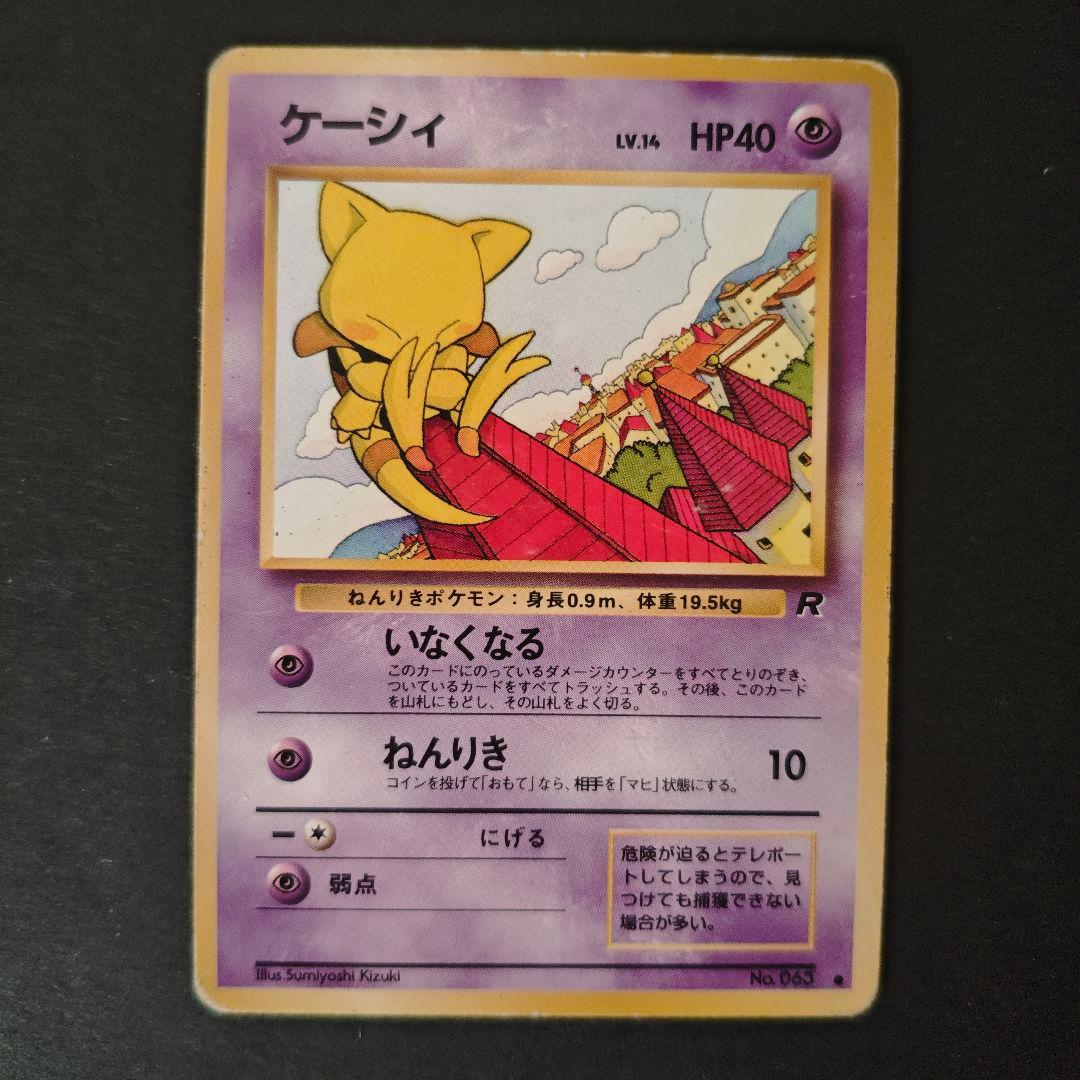 ケーシィ LV.14 HP40
ねんりきポケモン：身長0.9m、体重19.5kg R
いなくなる
このカードにのっているダメージカウンターをすべてとりのぞき、
ついているカードをすべてトラッシュする。その後、このカード
を山札にもどし、その山札をよく切る。
ねんりき 10
コインを投げて「おもて」なら、相手を「マヒ」状態にする。
ー にげる
弱点
危険が迫るとテレポー
トしてしまうので、見
つけても捕獲できない
場合が多い。
Illus.Sumiyoshi Kizuki No. 063